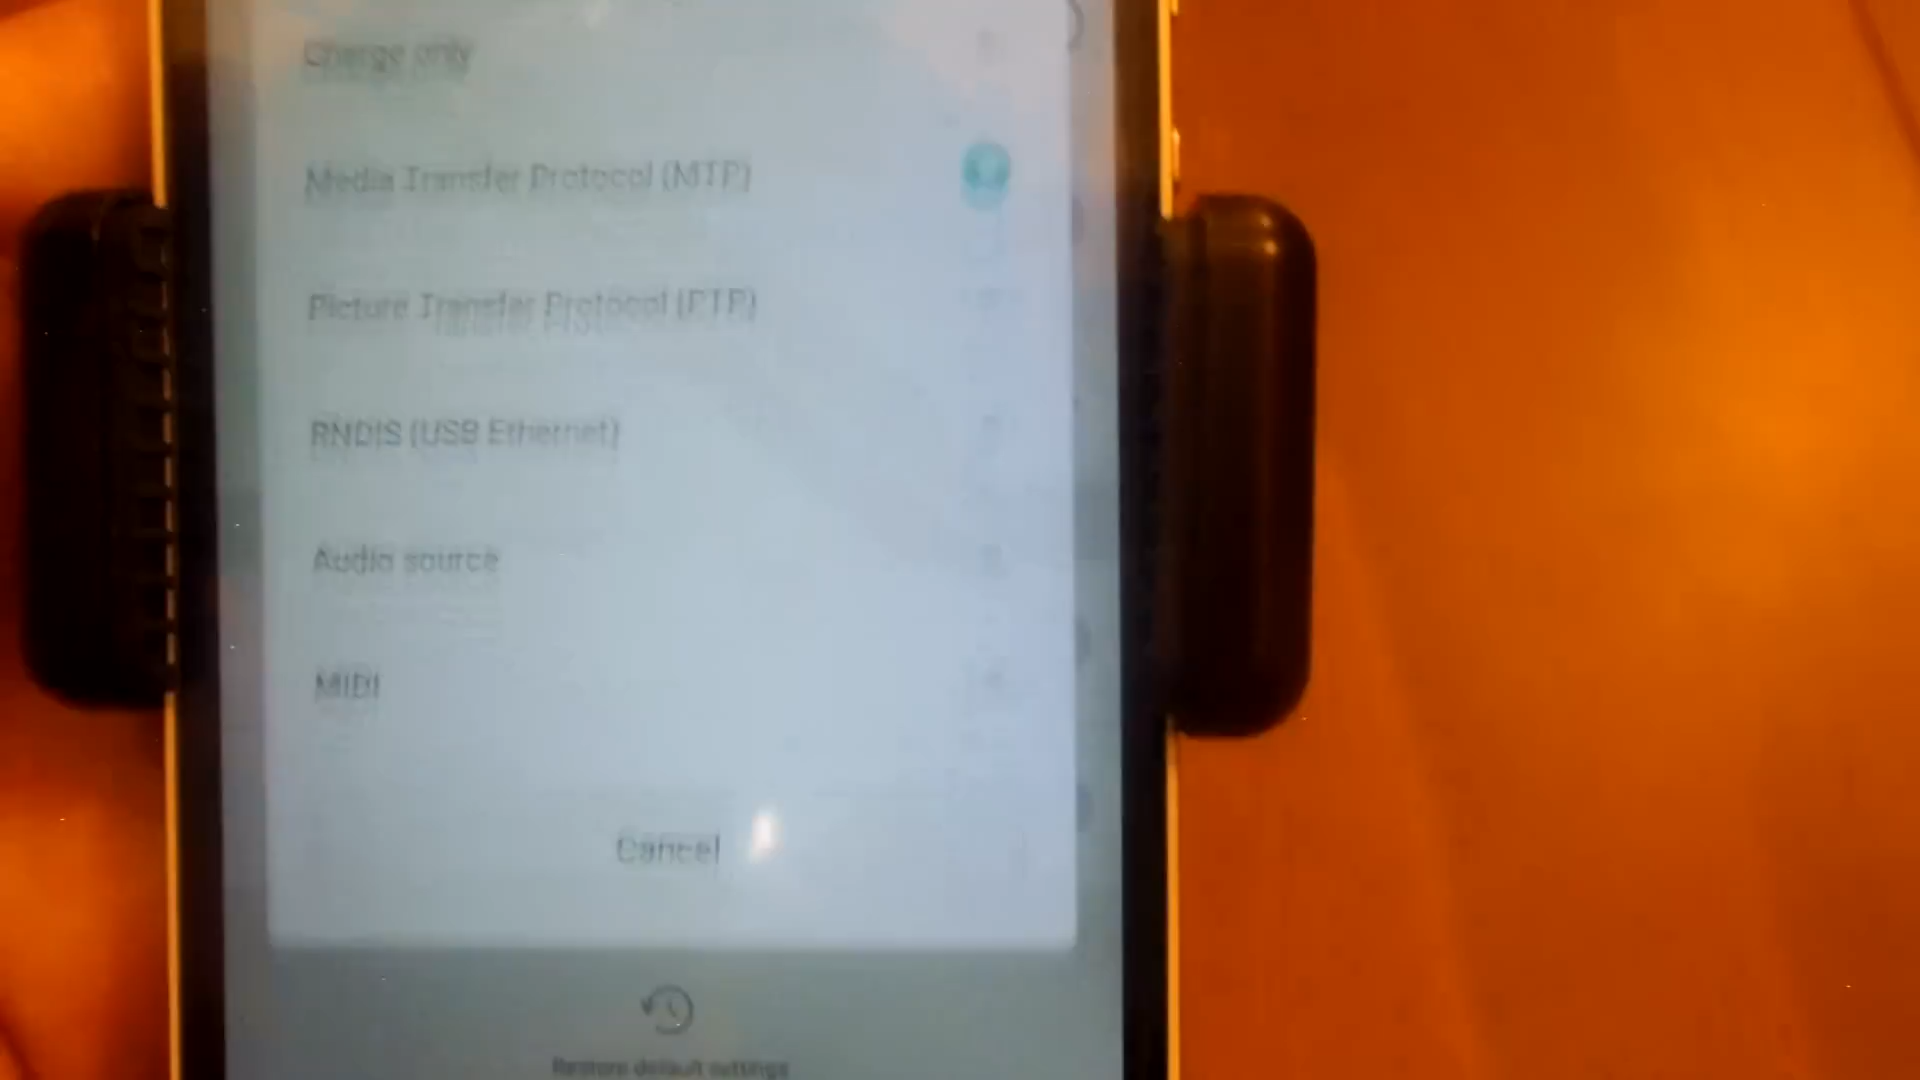 Charge only
Media Transfer Protocol (MTP)
Picture Transfer Protocol (PTP)
RNDIS (USB Ethernet)
Audio source
MIDI
Cancel
Restore default settings